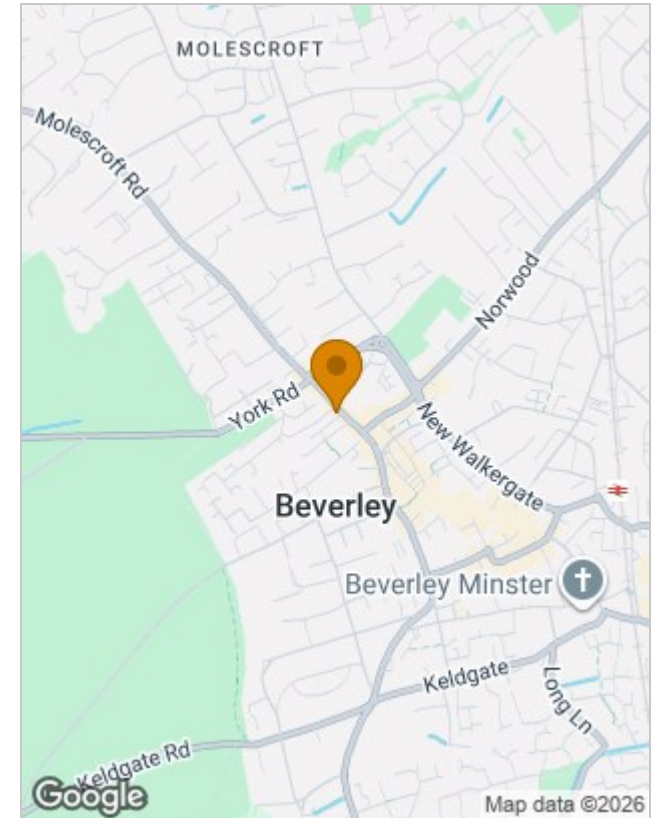 MOLESCROFT
Molescroft Rd
Norwood
York Rd
New Walkergate
Beverley
Beverley Minster
Keldgate
Long Ln
Keldgate Rd
Google
Map data ©2026